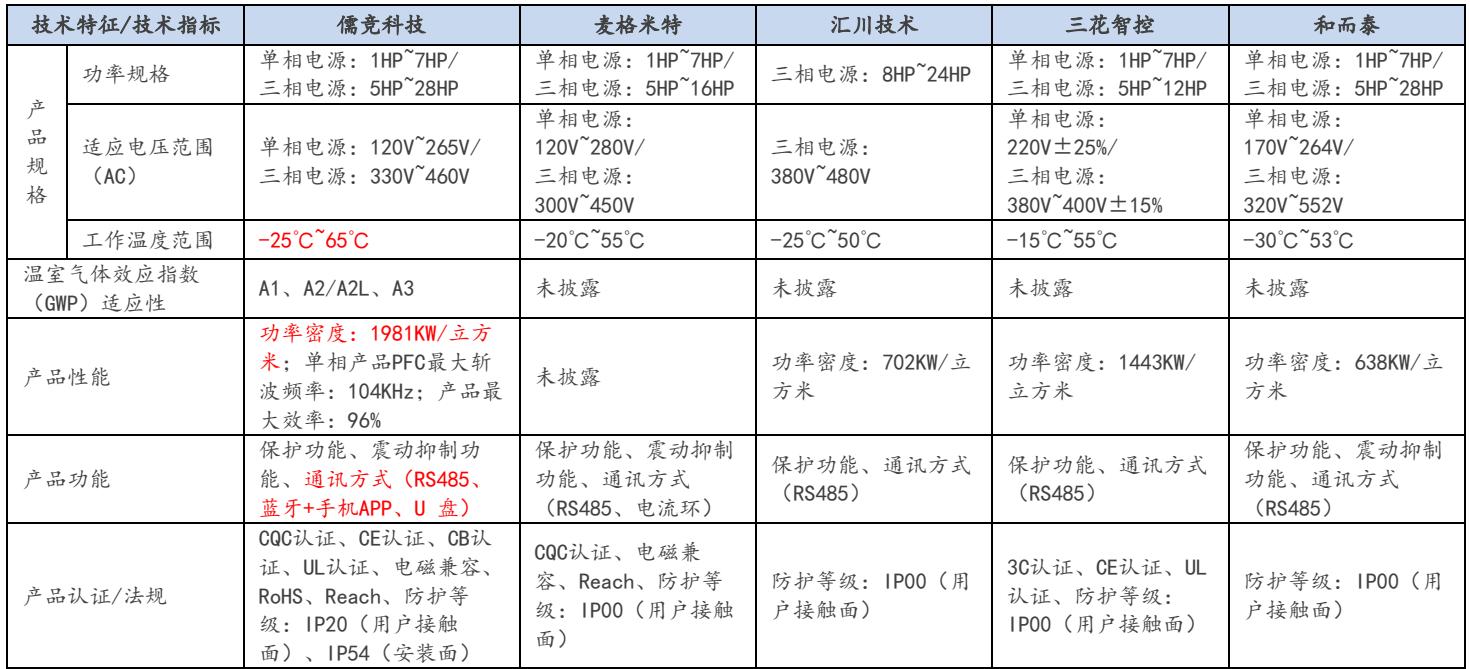 技术特征/技术指标 儒竞科技 麦格米特 汇川技术 三花智控 和而泰
产品规格
功率规格
单相电源：1HP~7HP/
三相电源：5HP~28HP
单相电源：1HP~7HP/
三相电源：5HP~16HP
三相电源：8HP~24HP
单相电源：1HP~7HP/
三相电源：5HP~12HP
单相电源：1HP~7HP/
三相电源：5HP~28HP
适应电压范围
（AC）
单相电源：120V~265V/
三相电源：330V~460V
单相电源：
120V~280V/
三相电源：
300V~450V
三相电源：
380V~480V
单相电源：
220V±25%/
三相电源：
380V~400V±15%
单相电源：
170V~264V/
三相电源：
320V~552V
工作温度范围
-25℃~65℃
-20℃~55℃
-25℃~50℃
-15℃~55℃
-30℃~53℃
温室气体效应指数
（GWP）适应性
A1、A2/A2L、A3
未披露
未披露
未披露
未披露
产品性能
功率密度：1981KW/立方
米；单相产品PFC最大斩
波频率：104KHz；产品最
大效率：96%
未披露
功率密度：702KW/立
方米
功率密度：1443KW/
立方米
功率密度：638KW/立
方米
产品功能
保护功能、震动抑制功
能、通讯方式（RS485、
蓝牙+手机APP、U 盘）
保护功能、震动抑制
功能、通讯方式
（RS485、电流环）
保护功能、通讯方式
（RS485）
保护功能、通讯方式
（RS485）
保护功能、震动抑制
功能、通讯方式
（RS485）
产品认证/法规
CQC认证、CE认证、CB认
证、UL认证、电磁兼容、
RoHS、Reach、防护等
级：IP20（用户接触
面）、IP54（安装面）
CQC认证、电磁兼
容、Reach、防护等
级：IP00（用户接触
面）
防护等级：IP00（用
户接触面）
3C认证、CE认证、UL
认证、防护等级：
IP00（用户接触面）
防护等级：IP00（用
户接触面）